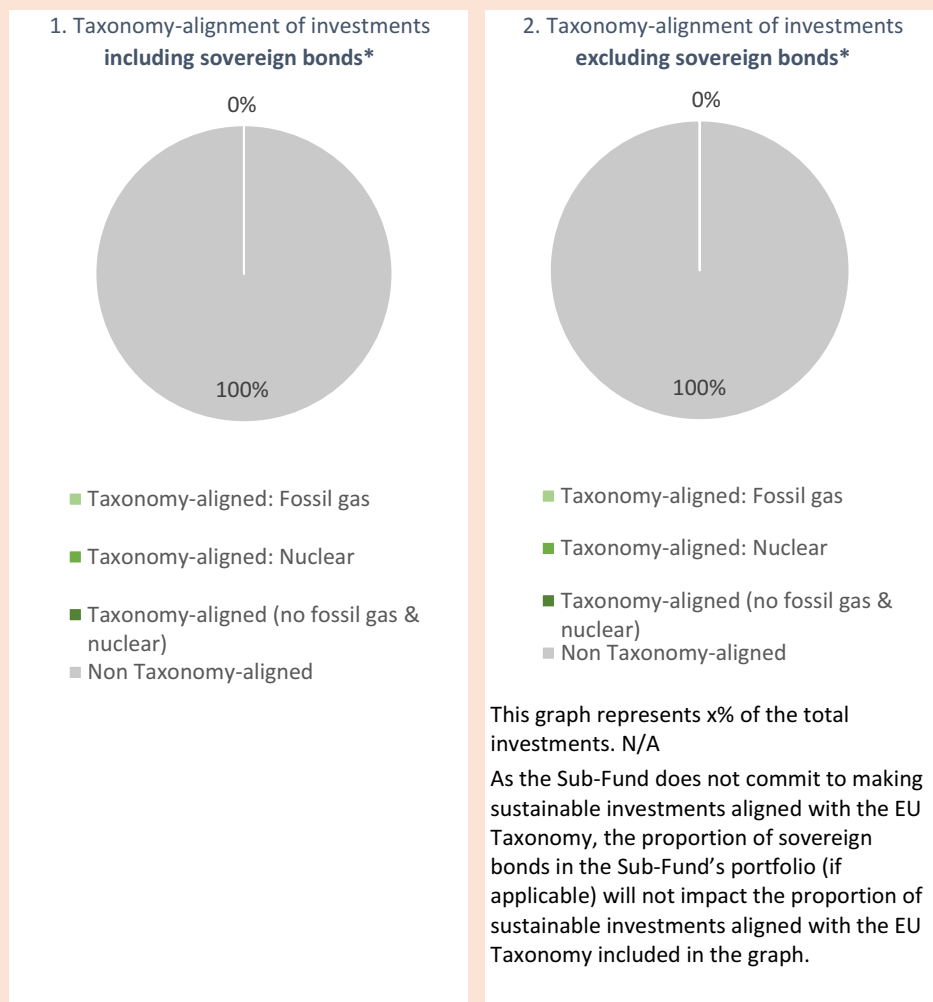 1. Taxonomy-alignment of investments
including sovereign bonds*
0%
100%
Taxonomy-aligned: Fossil gas
Taxonomy-aligned: Nuclear
Taxonomy-aligned (no fossil gas &
nuclear)
Non Taxonomy-aligned
2. Taxonomy-alignment of investments
excluding sovereign bonds*
0%
100%
Taxonomy-aligned: Fossil gas
Taxonomy-aligned: Nuclear
Taxonomy-aligned (no fossil gas &
nuclear)
Non Taxonomy-aligned
This graph represents x% of the total
investments. N/A
As the Sub-Fund does not commit to making
sustainable investments aligned with the EU
Taxonomy, the proportion of sovereign
bonds in the Sub-Fund’s portfolio (if
applicable) will not impact the proportion of
sustainable investments aligned with the EU
Taxonomy included in the graph.